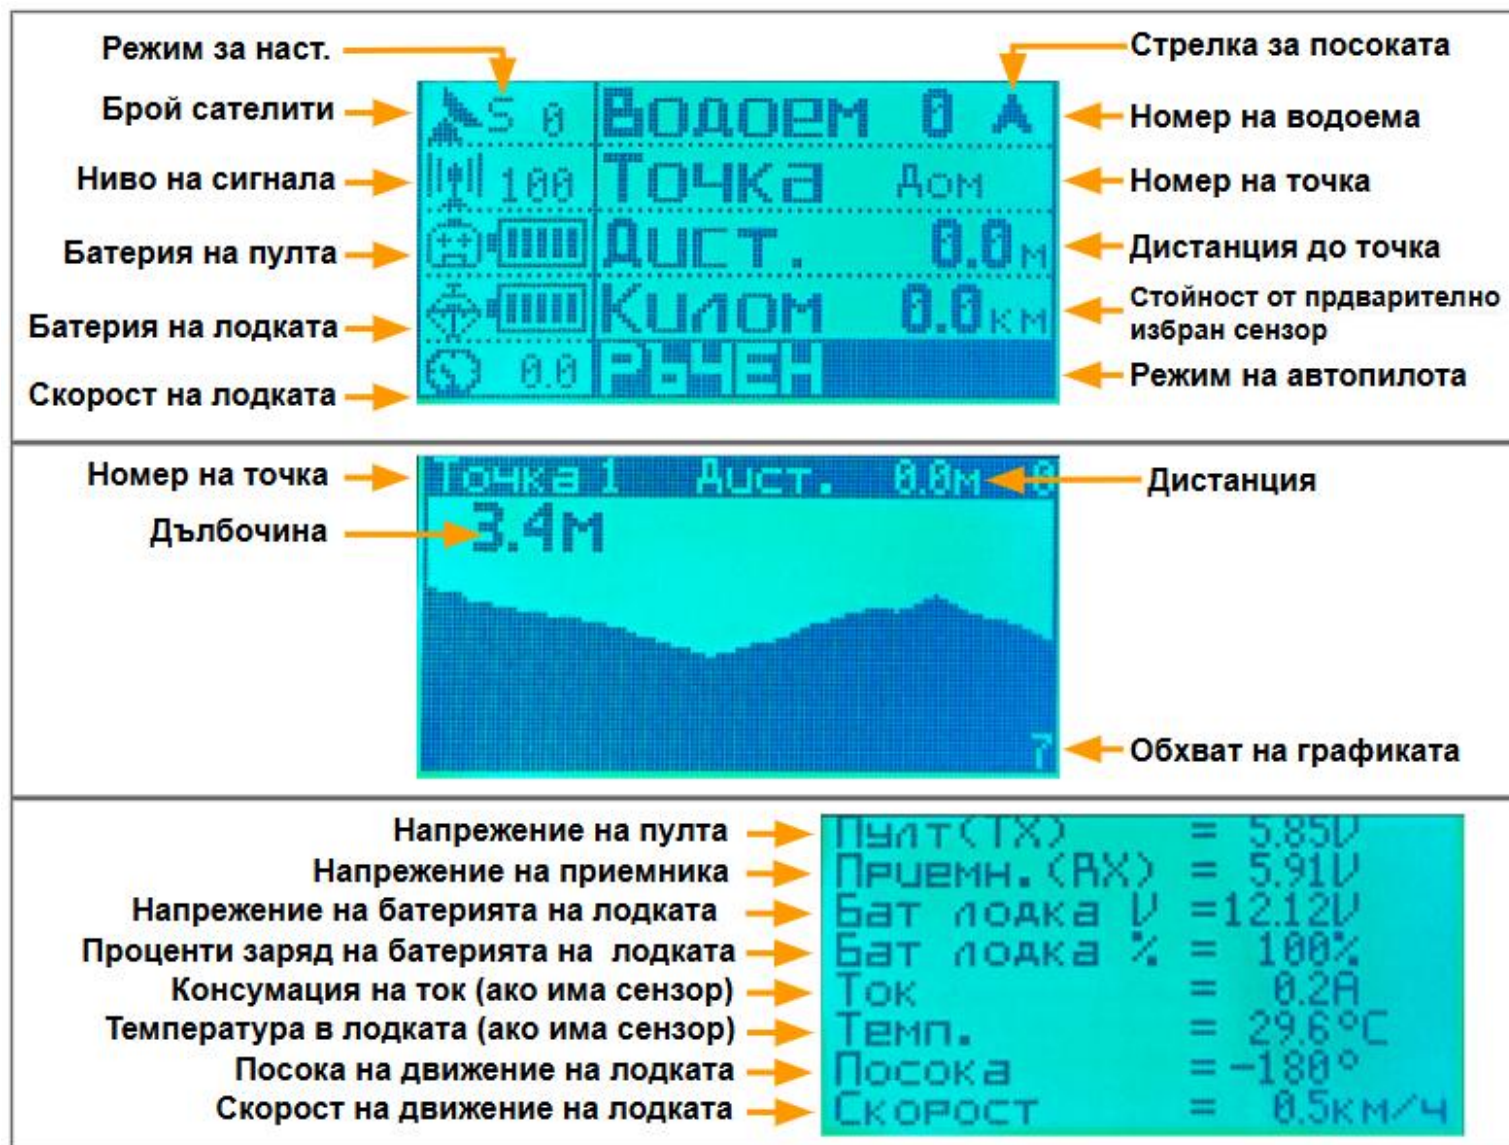 Режим за наст.
Стрелка за посоката
Брой сателити
S 0 Водоем 0
Номер на водоема
Ниво на сигнала
100 Точка Дом
Номер на точка
Батерия на пулта
Дист. 0.0м
Дистанция до точка
Батерия на лодката
Килом 0.0км
Стойност от прдварително
избран сензор
Скорост на лодката
0.0 РЪЧЕН
Режим на автопилота
Номер на точка
Точка 1 Дист. 0.0м 0
Дистанция
Дълбочина
3.4м
7
Обхват на графиката
Напрежение на пулта
Пулт(TX) = 5.85V
Напрежение на приемника
Приемн.(RX) = 5.91V
Напрежение на батерията на лодката
Бат лодка V =12.12V
Проценти заряд на батерията на лодката
Бат лодка % = 100%
Консумация на ток (ако има сензор)
Ток = 0.2A
Температура в лодката (ако има сензор)
Темп. = 29.6°C
Посока на движение на лодката
Посока =-180°
Скорост на движение на лодката
Скорост = 0.5км/ч